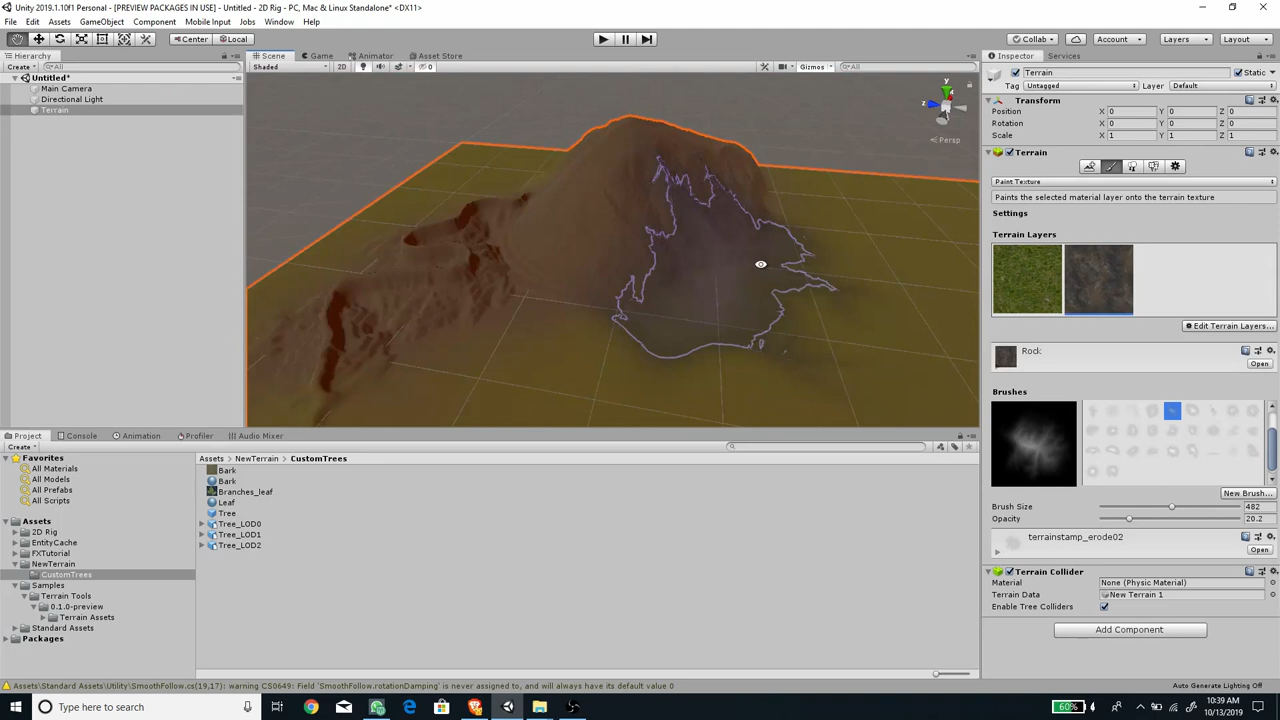 Unity 2019.1.10f1 Personal - [PREVIEW PACKAGES IN USE] - Untitled - 2D Rig - PC, Mac & Linux Standalone* <DX11>
File Edit Assets GameObject Component Mobile Input Jobs Window Help
Center Local Collab Account Layers Layout
Hierarchy Scene Game Animator Asset Store Inspector Services
Create All Shaded 2D 0 Gizmos All
Untitled*
Main Camera
Directional Light
Terrain
y
z
Persp
Terrain Static
Tag Untagged Layer Default
Transform
Position X 0 Y 0 Z 0
Rotation X 0 Y 0 Z 0
Scale X 1 Y 1 Z 1
Terrain
Paint Texture
Paints the selected material layer onto the terrain texture
Settings
Terrain Layers
Edit Terrain Layers...
Rock
Open
Brushes
New Brush...
Brush Size 482
Opacity 20.2
terrainstamp_erode02
Open
Terrain Collider
Material None (Physic Material)
Terrain Data New Terrain 1
Enable Tree Colliders
Add Component
Project Console Animation Profiler Audio Mixer
Create
Favorites
All Materials
All Models
All Prefabs
All Scripts
Assets
2D Rig
EntityCache
FXTutorial
NewTerrain
CustomTrees
Samples
Terrain Tools
0.1.0-preview
Terrain Assets
Standard Assets
Packages
Assets NewTerrain CustomTrees
Bark
Bark
Branches_leaf
Leaf
Tree
Tree_LOD0
Tree_LOD1
Tree_LOD2
Assets\Standard Assets\Utility\SmoothFollow.cs(19,17): warning CS0649: Field 'SmoothFollow.rotationDamping' is never assigned to, and will always have its default value 0
Auto Generate Lighting Off
Type here to search
60%
10:39 AM
10/13/2019